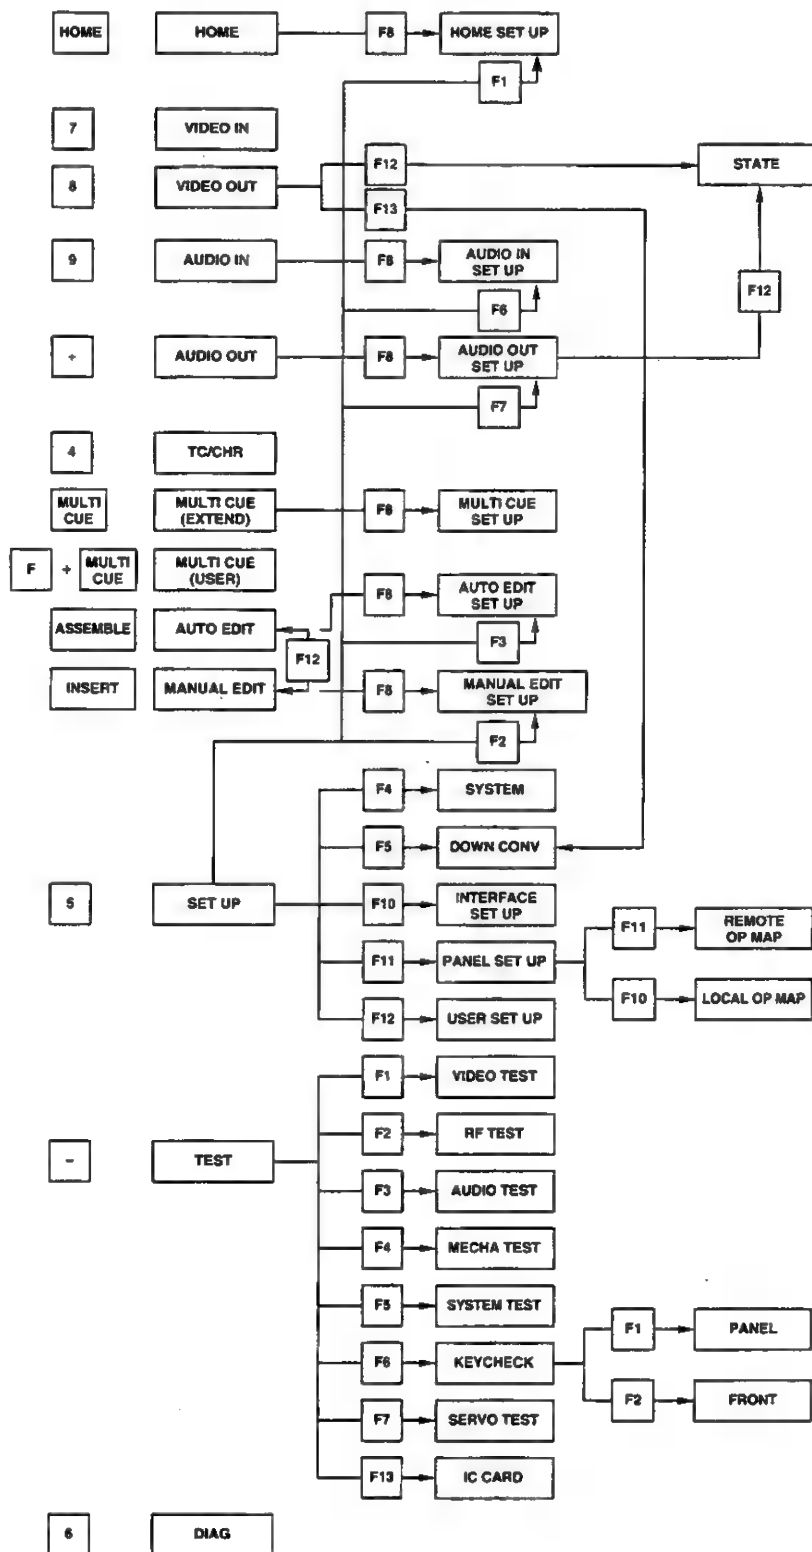 HOME HOME F8 HOME SET UP
F1
7 VIDEO IN
F12 STATE
8 VIDEO OUT
F13
9 AUDIO IN F8 AUDIO IN
SET UP
F12
F6
+ AUDIO OUT F8 AUDIO OUT
SET UP
F7
4 TC/CHR
MULTI
CUE
MULTI CUE
(EXTEND)
F8
MULTI CUE
SET UP
F + MULTI
CUE
MULTI CUE
(USER)
F8
AUTO EDIT
SET UP
ASSEMBLE AUTO EDIT
F3
F12
INSERT MANUAL EDIT F8 MANUAL EDIT
SET UP
F2
F4 SYSTEM
F5 DOWN CONV
5 SET UP F10 INTERFACE
SET UP
F11 REMOTE
OP MAP
F11 PANEL SET UP
F10 LOCAL OP MAP
F12 USER SET UP
F1 VIDEO TEST
F2 RF TEST
- TEST
F3 AUDIO TEST
F4 MECHA TEST
F5 SYSTEM TEST
F1 PANEL
F6 KEYCHECK
F2 FRONT
F7 SERVO TEST
F13 IC CARD
6 DIAG